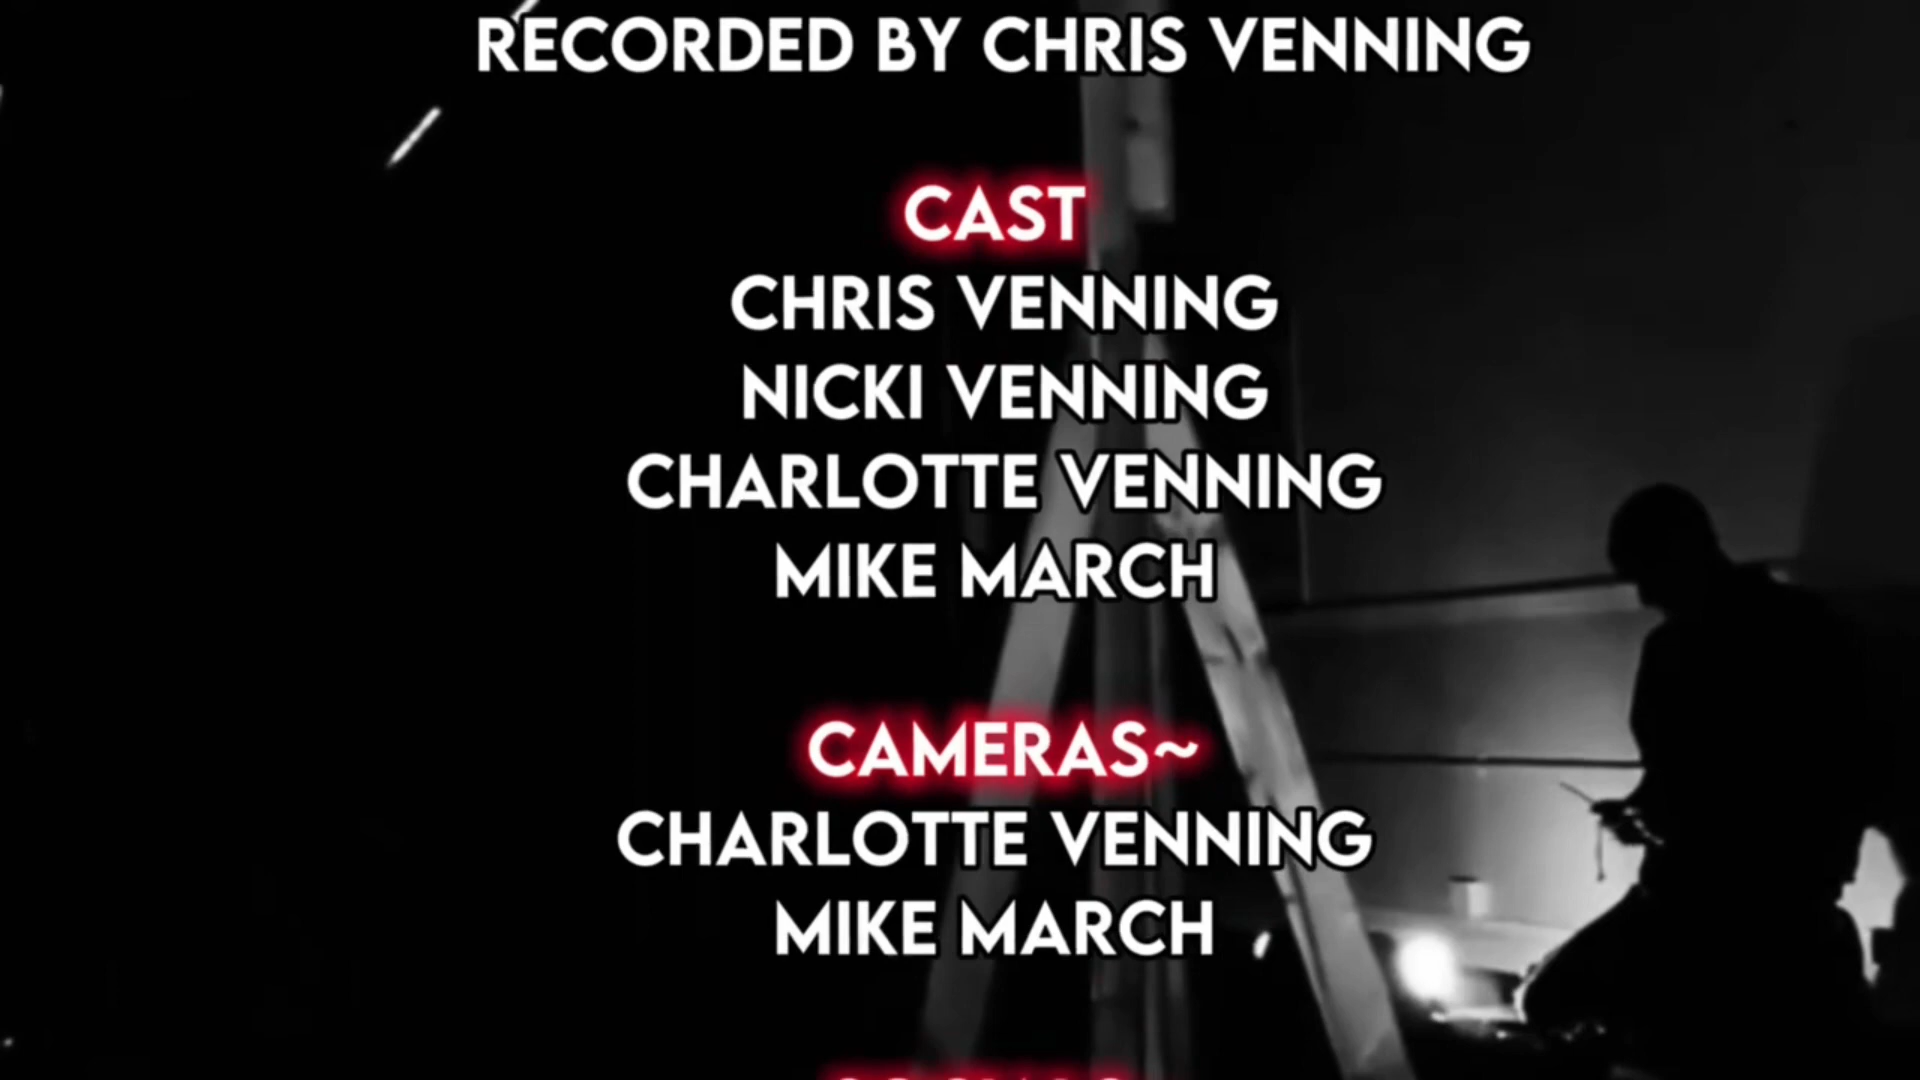 RECORDED BY CHRIS VENNING
CAST
CHRIS VENNING
NICKI VENNING
CHARLOTTE VENNING
MIKE MARCH
CAMERAS~
CHARLOTTE VENNING
MIKE MARCH